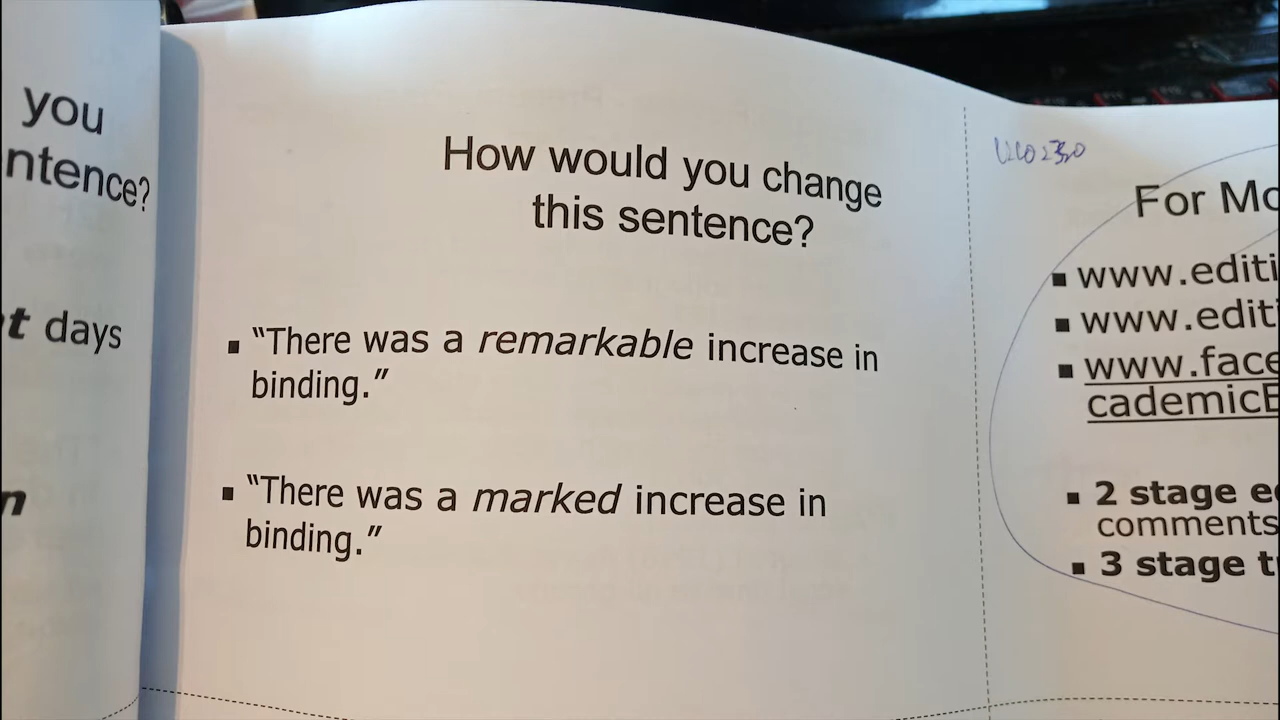 you
ntence?
t days
n
How would you change
this sentence?
▪ “There was a remarkable increase in
binding.”
▪ “There was a marked increase in
binding.”
For Mo
▪ www.editi
▪ www.edit
▪ www.face
cademicE
▪ 2 stage e
comments
▪ 3 stage t